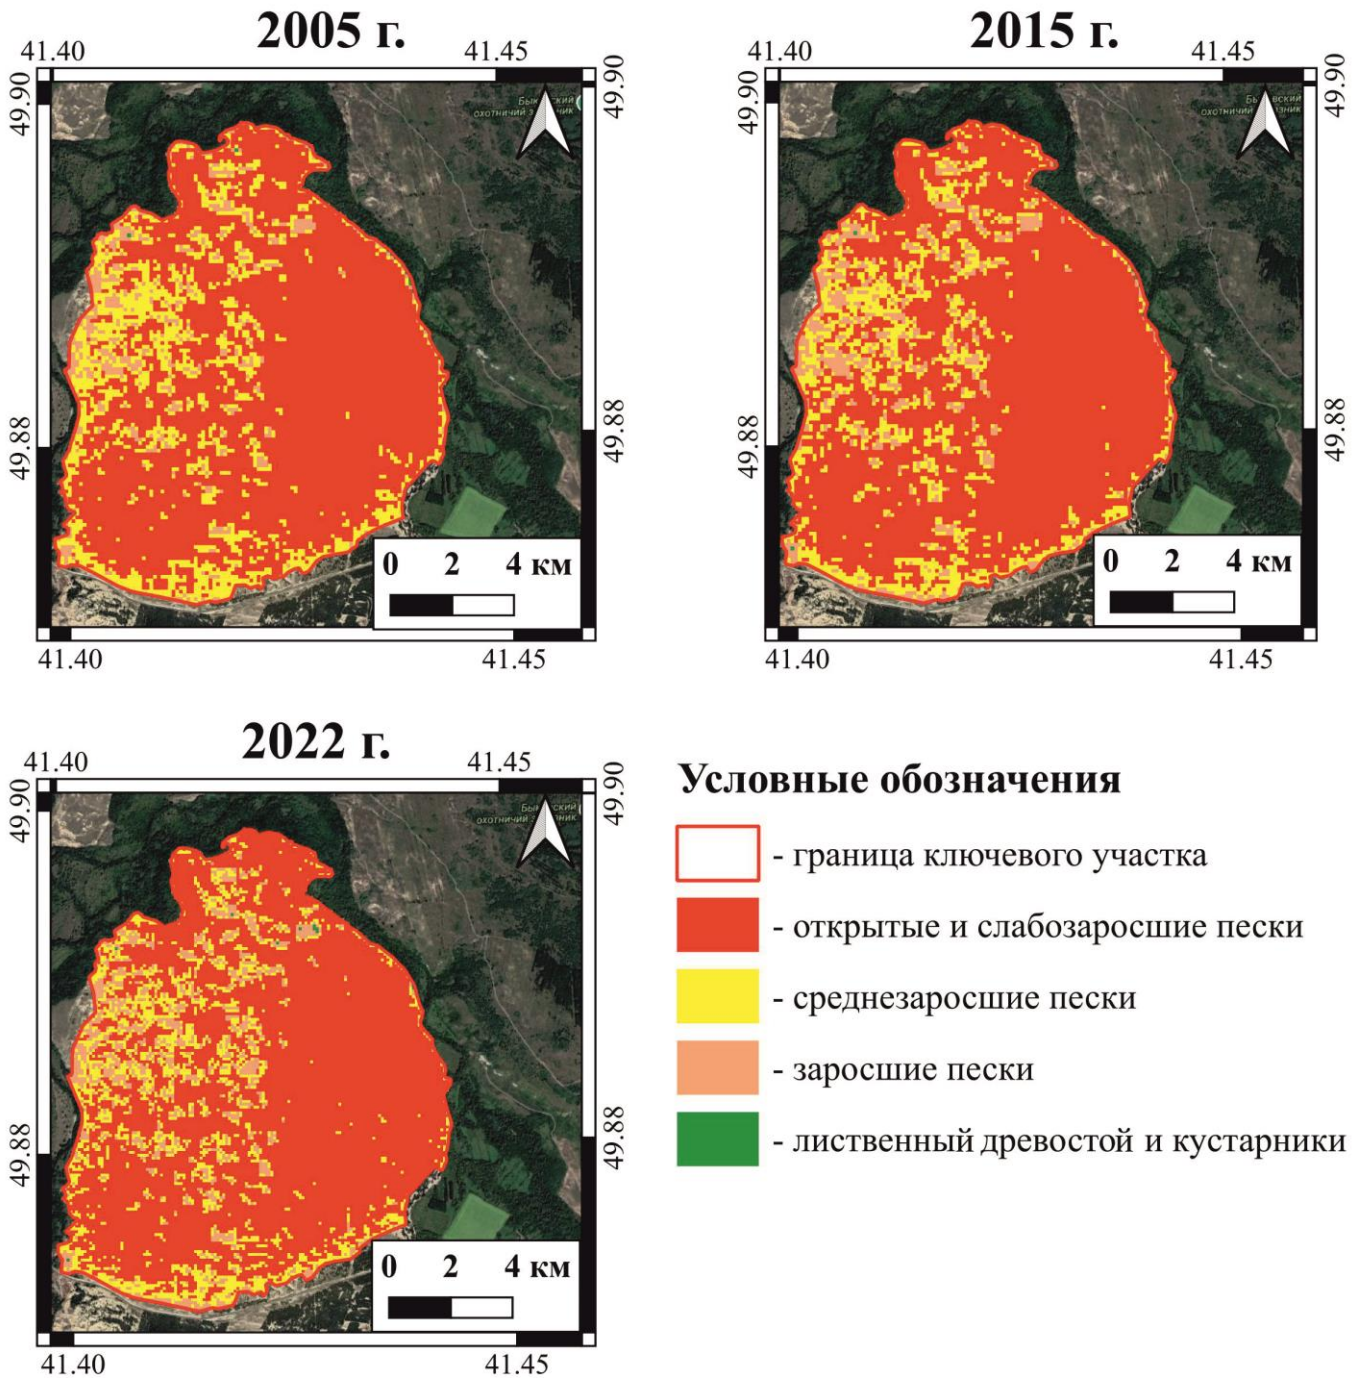 2005 г.
41.40 41.45
49.90 49.90
охотничий
49.88 49.88
0 2 4 км
41.40 41.45
2015 г.
41.40 41.45
49.90 49.90
охотничий
49.88 49.88
0 2 4 км
41.40 41.45
2022 г.
41.40 41.45
49.90 49.90
охотничий
49.88 49.88
0 2 4 км
41.40 41.45
Условные обозначения
- граница ключевого участка
- открытые и слабозаросшие пески
- среднезаросшие пески
- заросшие пески
- лиственный древостой и кустарники